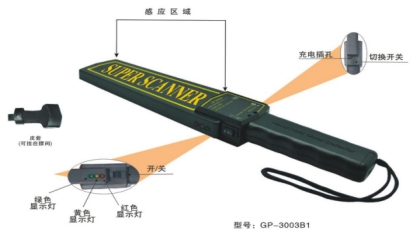 感应区域
充电插孔
切换开关
SUPER SCANNER
皮套
(可挂在腰间)
开/关
绿色
显示灯
黄色
显示灯
红色
显示灯
型号：GP-3003B1